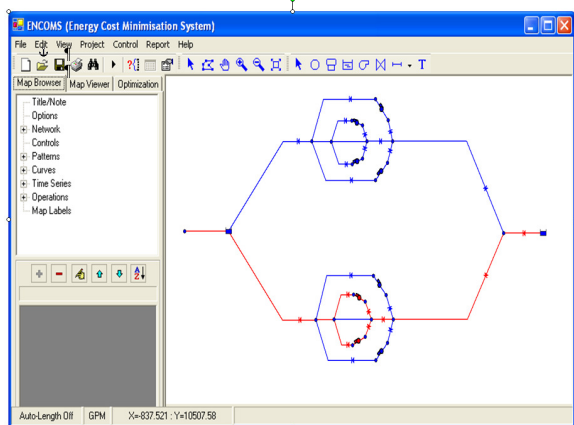 ENCOMS (Energy Cost Minimisation System)
File Edit View Project Control Report Help
T
Map Browser Map Viewer Optimization
Title/Note
Options
Network
Controls
Patterns
Curves
Time Series
Operations
Map Labels
Auto-Length Off GPM X=-837.521 : Y=10507.58